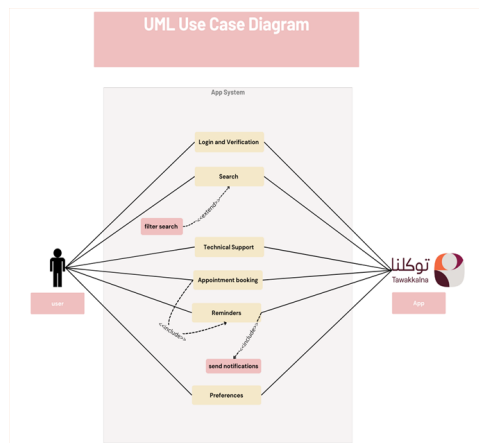 UML Use Case Diagram
App System
Login and Verification
Search
<<extend>>
filter search
Technical Support
توكلنا
Tawakkalna
Appointment booking
user
App
Reminders
<<include>>
<<include>>
send notifications
Preferences